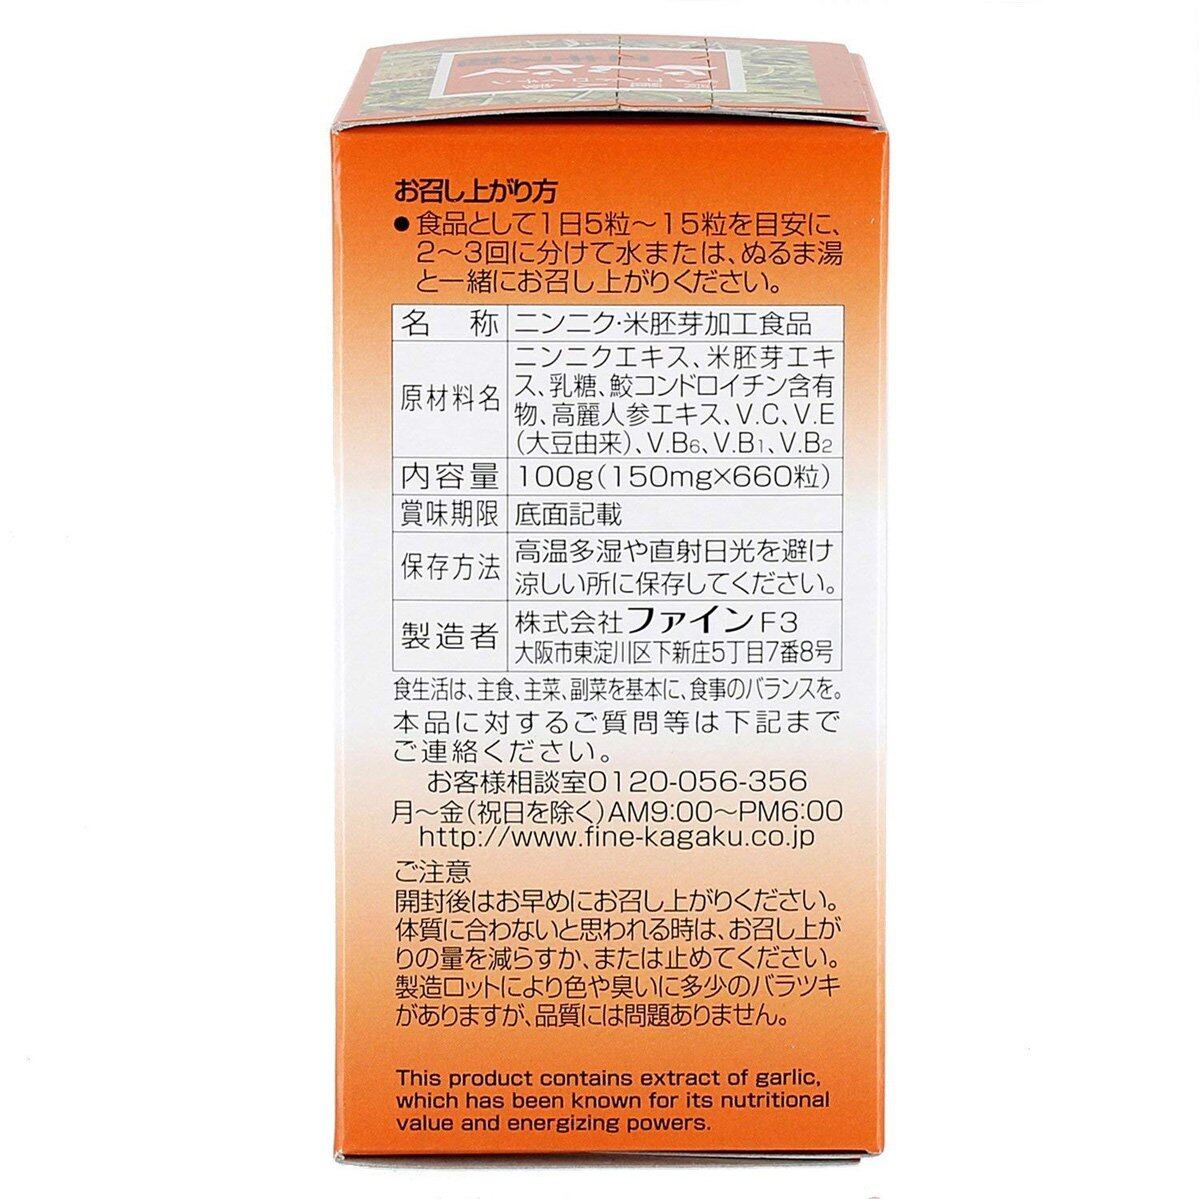 お召し上がり方
● 食品として1日5粒～15粒を目安に、
2～3回に分けて水または、ぬるま湯
と一緒にお召し上がりください。
名 称 ニンニク・米胚芽加工食品
原材料名 ニンニクエキス、米胚芽エキ
ス、乳糖、鮫コンドロイチン含有
物、高麗人参エキス、V.C、V.E
(大豆由来)、V.B6、V.B1、V.B2
内容量 100g(150mg×660粒)
賞味期限 底面記載
保存方法 高温多湿や直射日光を避け
涼しい所に保存してください。
製造者 株式会社ファインF3
大阪市東淀川区下新庄5丁目7番8号
食生活は、主食、主菜、副菜を基本に、食事のバランスを。
本品に対するご質問等は下記まで
ご連絡ください。
お客様相談室0120-056-356
月～金(祝日を除く)AM9:00～PM6:00
http://www.fine-kagaku.co.jp
ご注意
開封後はお早めにお召し上がりください。
体質に合わないと思われる時は、お召し上が
りの量を減らすか、または止めてください。
製造ロットにより色や臭いに多少のバラツキ
がありますが、品質には問題ありません。
This product contains extract of garlic,
which has been known for its nutritional
value and energizing powers.